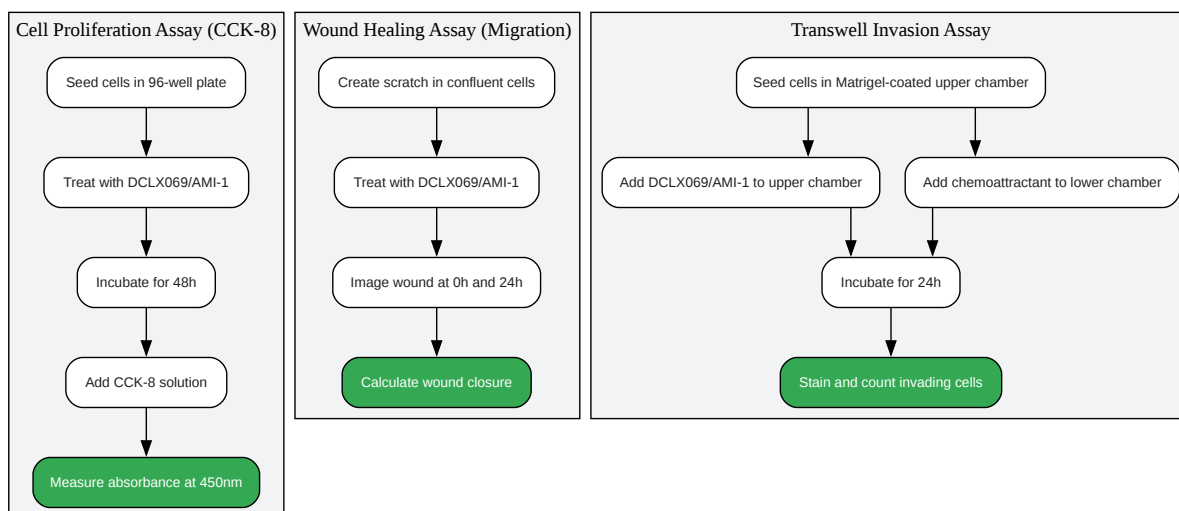 Cell Proliferation Assay (CCK-8)
Seed cells in 96-well plate
Treat with DCLX069/AMI-1
Incubate for 48h
Add CCK-8 solution
Measure absorbance at 450nm
Wound Healing Assay (Migration)
Create scratch in confluent cells
Treat with DCLX069/AMI-1
Image wound at 0h and 24h
Calculate wound closure
Transwell Invasion Assay
Seed cells in Matrigel-coated upper chamber
Add DCLX069/AMI-1 to upper chamber
Add chemoattractant to lower chamber
Incubate for 24h
Stain and count invading cells